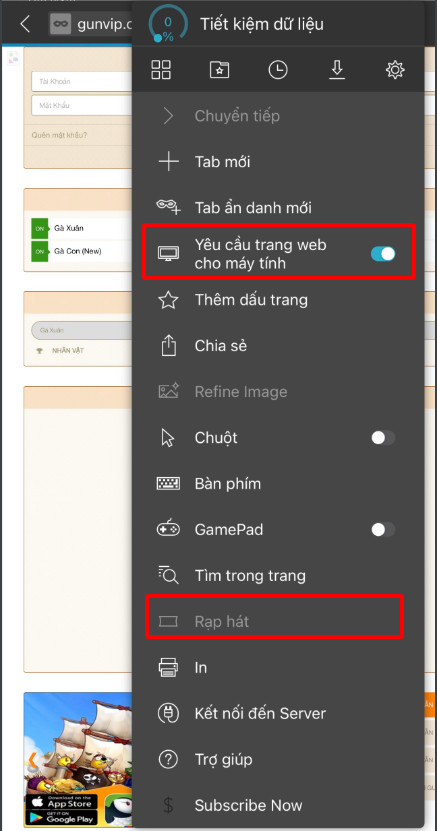 gunvip.c
0
%
Tiết kiệm dữ liệu
Tài Khoản
Mật Khẩu
Quên mật khẩu?
ON Gà Xuân
ON Gà Con (New)
Gà Xuân
NHÂN VẬT
Chuyển tiếp
Tab mới
Tab ẩn danh mới
Yêu cầu trang web
cho máy tính
Thêm dấu trang
Chia sẻ
Refine Image
Chuột
Bàn phím
GamePad
Tìm trong trang
Rạp hát
In
Kết nối đến Server
Trợ giúp
$ Subscribe Now
Download on the
App Store
GET IT ON
Google Play